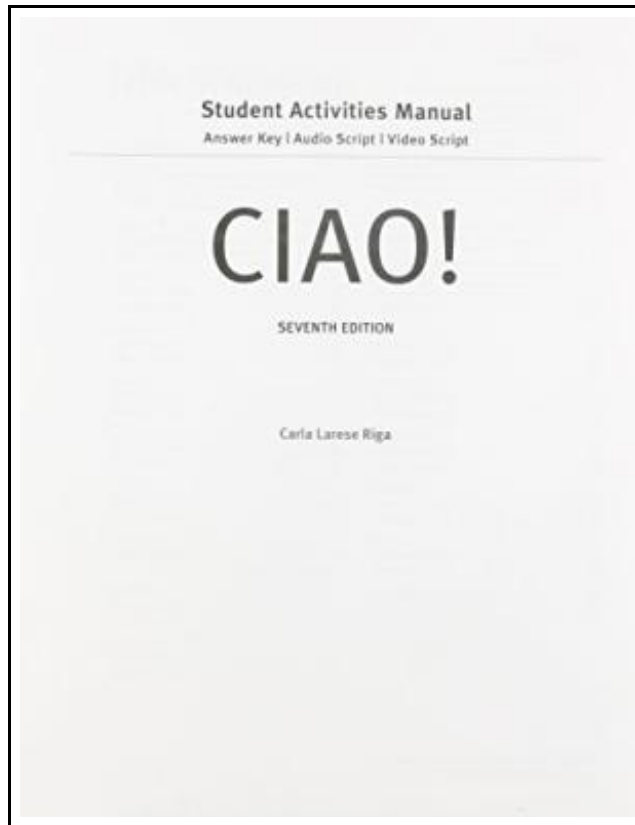 Student Activities Manual
Answer Key | Audio Script | Video Script
CIAO!
SEVENTH EDITION
Carla Larese Riga